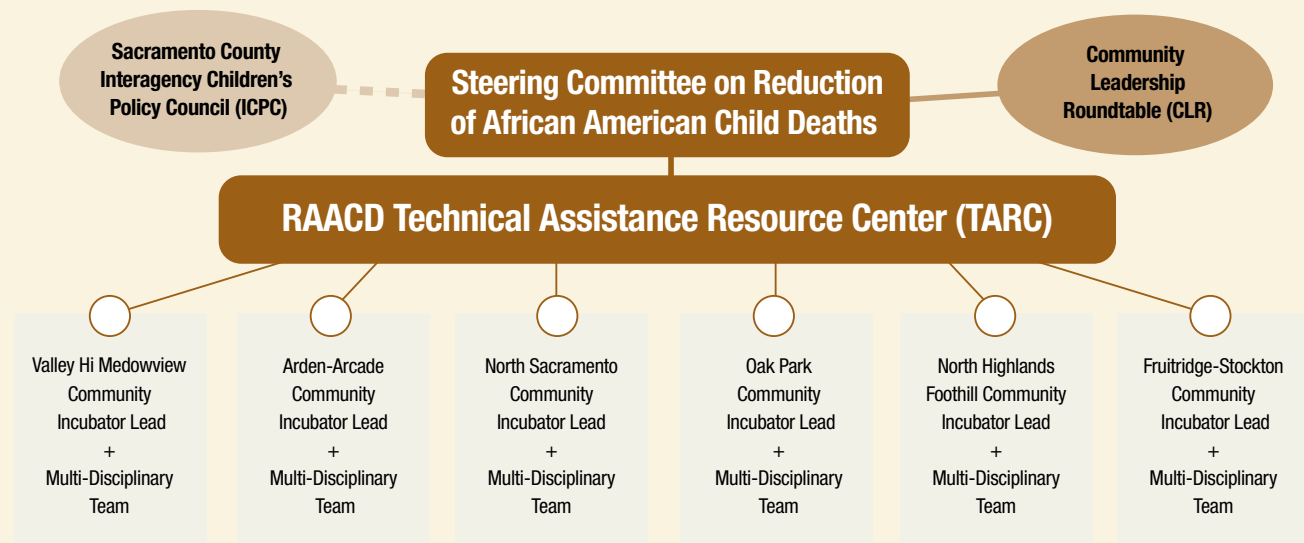 Sacramento County
Interagency Children's
Policy Council (ICPC)
Steering Committee on Reduction
of African American Child Deaths
Community
Leadership
Roundtable (CLR)
RAACD Technical Assistance Resource Center (TARC)
Valley Hi Medowview
Community
Incubator Lead
+
Multi-Disciplinary
Team
Arden-Arcade
Community
Incubator Lead
+
Multi-Disciplinary
Team
North Sacramento
Community
Incubator Lead
+
Multi-Disciplinary
Team
Oak Park
Community
Incubator Lead
+
Multi-Disciplinary
Team
North Highlands
Foothill Community
Incubator Lead
+
Multi-Disciplinary
Team
Fruitridge-Stockton
Community
Incubator Lead
+
Multi-Disciplinary
Team